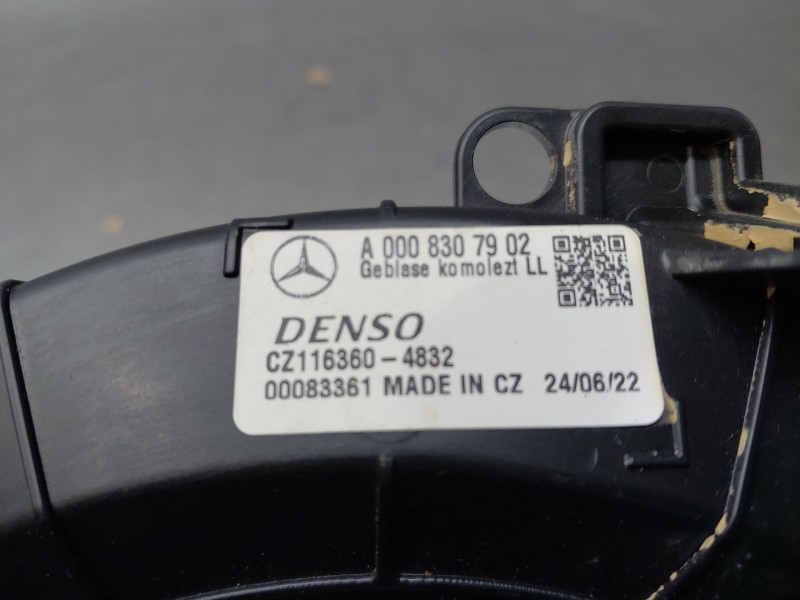 A 000 830 79 02
Geblase komolezt LL
DENSO
CZ116360-4832
00083361 MADE IN CZ 24/06/22